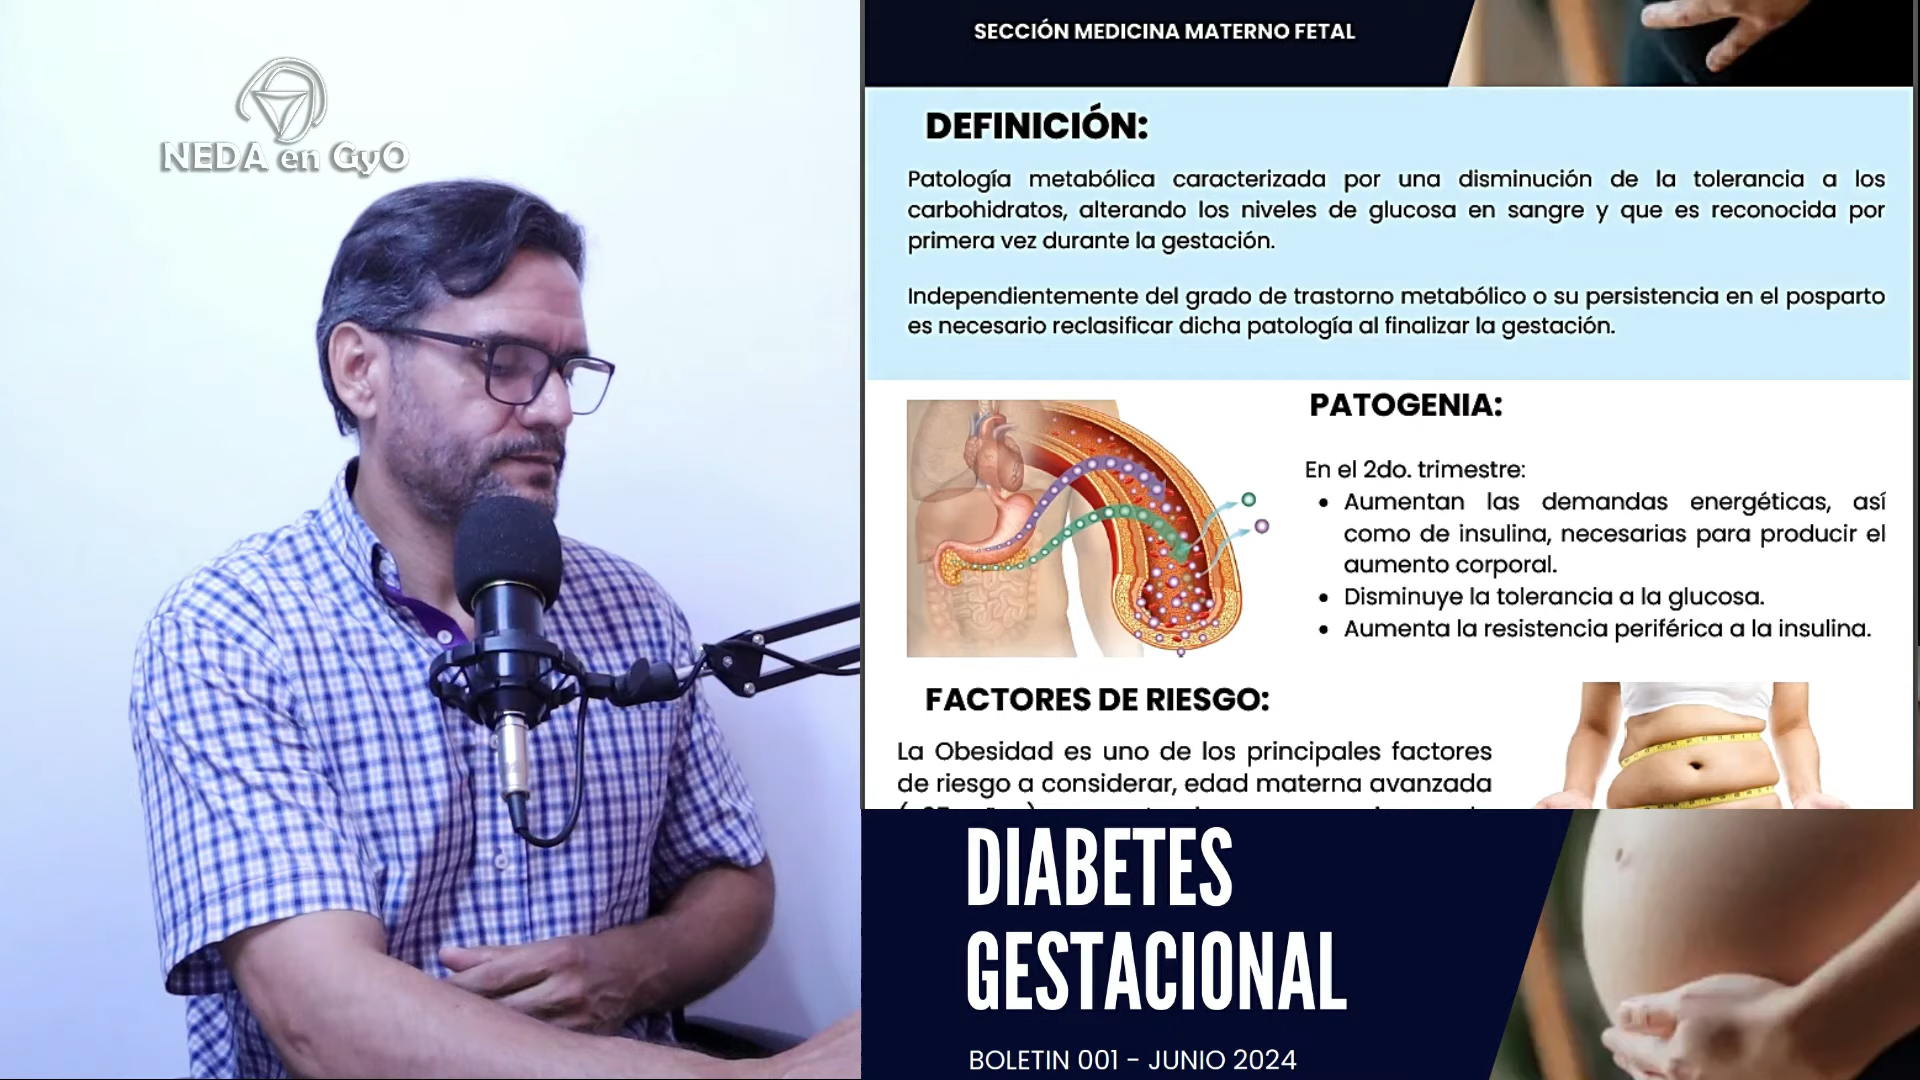 NEDA en GyO
SECCIÓN MEDICINA MATERNO FETAL
DEFINICIÓN:
Patología metabólica caracterizada por una disminución de la tolerancia a los
carbohidratos, alterando los niveles de glucosa en sangre y que es reconocida por
primera vez durante la gestación.
Independientemente del grado de trastorno metabólico o su persistencia en el posparto
es necesario reclasificar dicha patología al finalizar la gestación.
PATOGENIA:
En el 2do. trimestre:
• Aumentan las demandas energéticas, así
como de insulina, necesarias para producir el
aumento corporal.
• Disminuye la tolerancia a la glucosa.
• Aumenta la resistencia periférica a la insulina.
FACTORES DE RIESGO:
La Obesidad es uno de los principales factores
de riesgo a considerar, edad materna avanzada
DIABETES
GESTACIONAL
BOLETIN 001 - JUNIO 2024